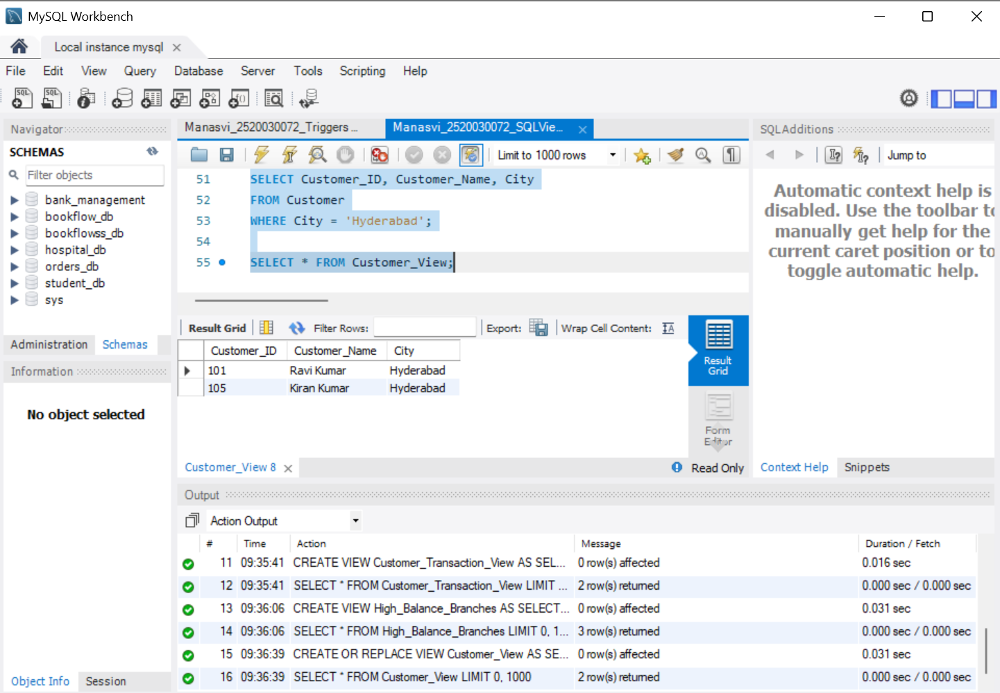 MySQL Workbench
Local instance mysql
File Edit View Query Database Server Tools Scripting Help
Navigator
SCHEMAS
Filter objects
bank_management
bookflow_db
bookflowss_db
hospital_db
orders_db
student_db
sys
Administration Schemas
Information
No object selected
Object Info Session
Manasvi_2520030072_Triggers ... Manasvi_2520030072_SQLVie...
Limit to 1000 rows
51 SELECT Customer_ID, Customer_Name, City
52 FROM Customer
53 WHERE City = 'Hyderabad';
54
55 SELECT * FROM Customer_View;
Result Grid Filter Rows: Export: Wrap Cell Content:
Customer_ID Customer_Name City
101 Ravi Kumar Hyderabad
105 Kiran Kumar Hyderabad
Result
Grid
Form
Editor
Customer_View 8 Read Only
SQLAdditions
Jump to
Automatic context help is
disabled. Use the toolbar to
manually get help for the
current caret position or to
toggle automatic help.
Context Help Snippets
Output
Action Output
# Time Action Message Duration / Fetch
11 09:35:41 CREATE VIEW Customer_Transaction_View AS SEL... 0 row(s) affected 0.016 sec
12 09:35:41 SELECT * FROM Customer_Transaction_View LIMIT ... 2 row(s) returned 0.000 sec / 0.000 sec
13 09:36:06 CREATE VIEW High_Balance_Branches AS SELECT... 0 row(s) affected 0.031 sec
14 09:36:06 SELECT * FROM High_Balance_Branches LIMIT 0, 1... 3 row(s) returned 0.000 sec / 0.000 sec
15 09:36:39 CREATE OR REPLACE VIEW Customer_View AS SE... 0 row(s) affected 0.031 sec
16 09:36:39 SELECT * FROM Customer_View LIMIT 0, 1000 2 row(s) returned 0.000 sec / 0.000 sec